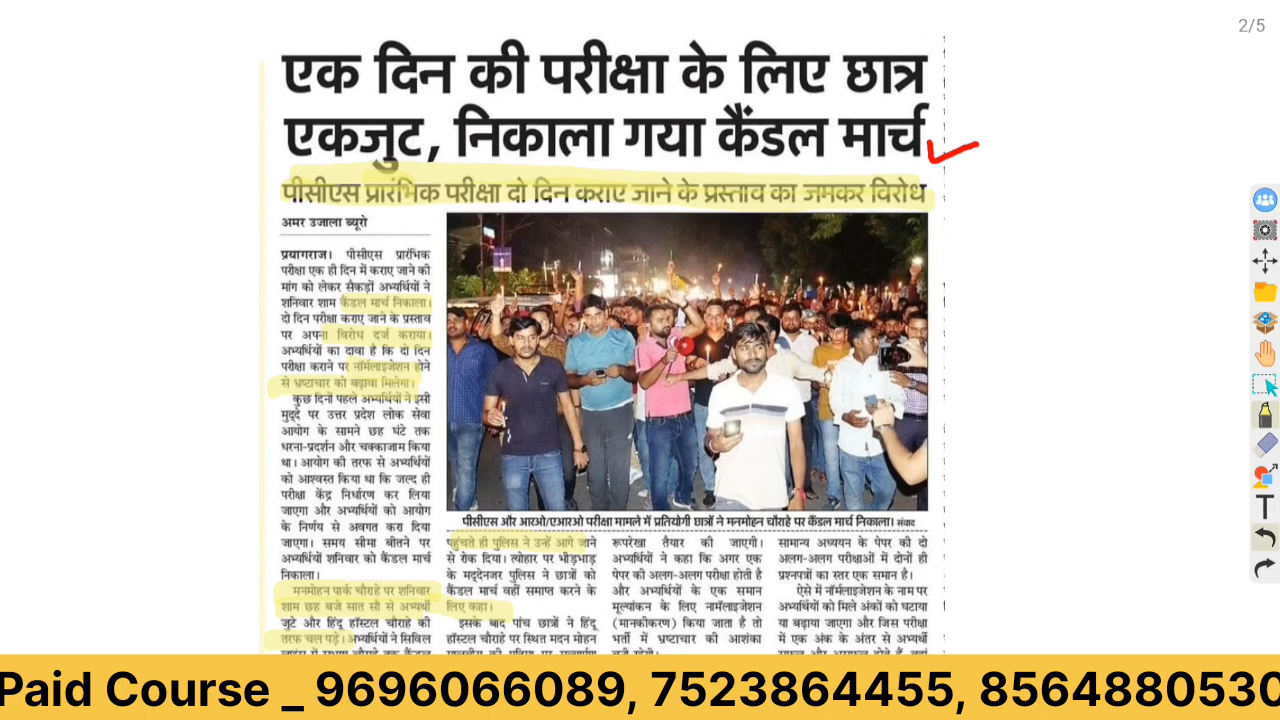 2/5
एक दिन की परीक्षा के लिए छात्र
एकजुट, निकाला गया कैंडल मार्च
पीसीएस प्रारंभिक परीक्षा दो दिन कराए जाने के प्रस्ताव का जमकर विरोध
अमर उजाला ब्यूरो
प्रयागराज। पीसीएस प्रारंभिक
परीक्षा एक ही दिन में कराए जाने की
मांग को लेकर सैकड़ों अभ्यर्थियों ने
शनिवार शाम कैंडल मार्च निकाला।
दो दिन परीक्षा कराए जाने के प्रस्ताव
पर अपना विरोध दर्ज कराया।
अभ्यर्थियों का दावा है कि दो दिन
परीक्षा कराने पर नॉर्मलाइजेशन होने
से भ्रष्टाचार को बढ़ावा मिलेगा।
कुछ दिनों पहले अभ्यर्थियों ने इसी
मुद्दे पर उत्तर प्रदेश लोक सेवा
आयोग के सामने छह घंटे तक
धरना-प्रदर्शन और चक्काजाम किया
था। आयोग की तरफ से अभ्यर्थियों
को आश्वस्त किया था कि जल्द ही
परीक्षा केंद्र निर्धारण कर लिया
जाएगा और अभ्यर्थियों को आयोग
के निर्णय से अवगत करा दिया
जाएगा। समय सीमा बीतने पर
अभ्यर्थियों शनिवार को कैंडल मार्च
निकाला।
मनमोहन पार्क चौराहे पर शनिवार
शाम छह बजे सात सौ से अभ्यर्थी
जुटे और हिंदू हॉस्टल चौराहे की
तरफ चल पड़े। अभ्यर्थियों ने सिविल
पीसीएस और आरओ/एआरओ परीक्षा मामले में प्रतियोगी छात्रों ने मनमोहन चौराहे पर कैंडल मार्च निकाला। संवाद
पहुंचते ही पुलिस ने उन्हें आगे जाने
से रोक दिया। त्योहार पर भीड़भाड़
के मद्देनजर पुलिस ने छात्रों को
कैंडल मार्च वहीं समाप्त करने के
लिए कहा।
इसके बाद पांच छात्रों ने हिंदू
हॉस्टल चौराहे पर स्थित मदन मोहन
रूपरेखा तैयार की जाएगी।
अभ्यर्थियों ने कहा कि अगर एक
पेपर की अलग-अलग परीक्षा होती है
और अभ्यर्थियों के एक समान
मूल्यांकन के लिए नार्मलाइजेशन
(मानकीकरण) किया जाता है तो
भर्ती में भ्रष्टाचार की आशंका
सामान्य अध्ययन के पेपर की दो
अलग-अलग परीक्षाओं में दोनों ही
प्रश्नपत्रों का स्तर एक समान है।
ऐसे में नॉर्मलाइजेशन के नाम पर
अभ्यर्थियों को मिले अंकों को घटाया
या बढ़ाया जाएगा और जिस परीक्षा
में एक अंक के अंतर से अभ्यर्थी
Paid Course _ 9696066089, 7523864455, 8564880530